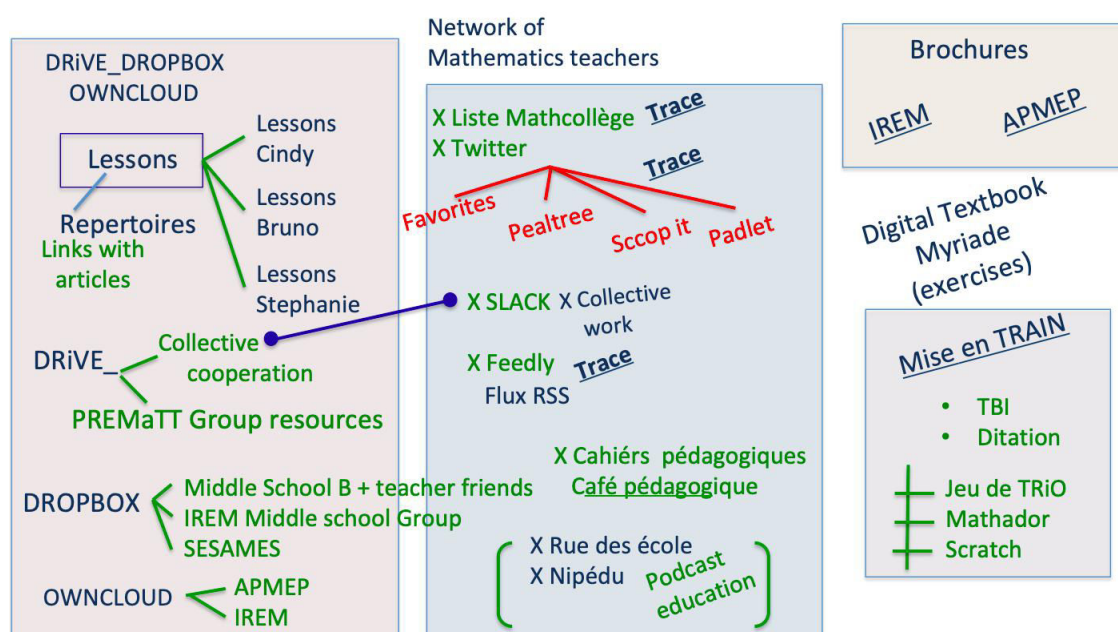 DRiVE_DROPBOX
OWNCLOUD
Lessons
Lessons
Cindy
Lessons
Bruno
Lessons
Stephanie
Repertoires
Links with
articles
DRiVE_
Collective
cooperation
PREMaTT Group resources
DROPBOX
Middle School B + teacher friends
IREM Middle school Group
SESAMES
OWNCLOUD
APMEP
IREM
Network of
Mathematics teachers
X Liste Mathcollège
Trace
X Twitter
Trace
Favorites
Pealtree
Sccop it
Padlet
X SLACK
X Collective
work
X Feedly
Trace
Flux RSS
X Cahiérs pédagogiques
Café pédagogique
X Rue des école
X Nipédu
Podcast
education
Brochures
IREM
APMEP
Digital Textbook
Myriade
(exercises)
Mise en TRAIN
• TBI
• Ditation
Jeu de TRiO
Mathador
Scratch